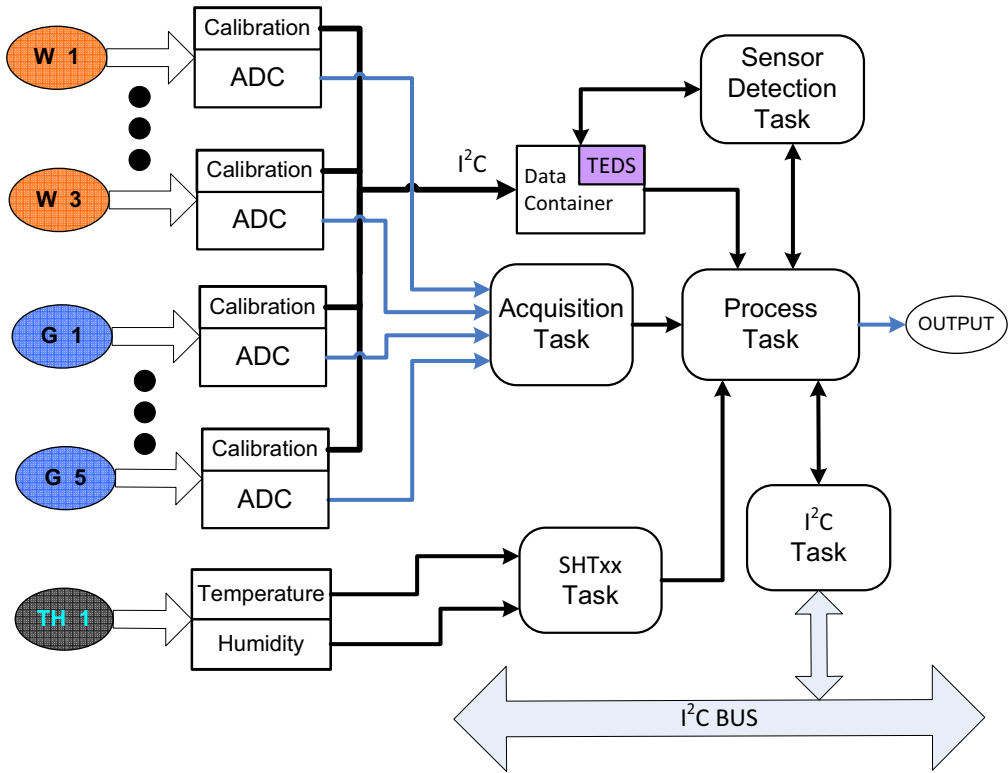 W 1
Calibration
ADC
W 3
Calibration
ADC
G 1
Calibration
ADC
G 5
Calibration
ADC
TH 1
Temperature
Humidity
I²C
Data
Container
TEDS
Sensor
Detection
Task
Acquisition
Task
Process
Task
OUTPUT
SHTxx
Task
I²C
Task
I²C BUS